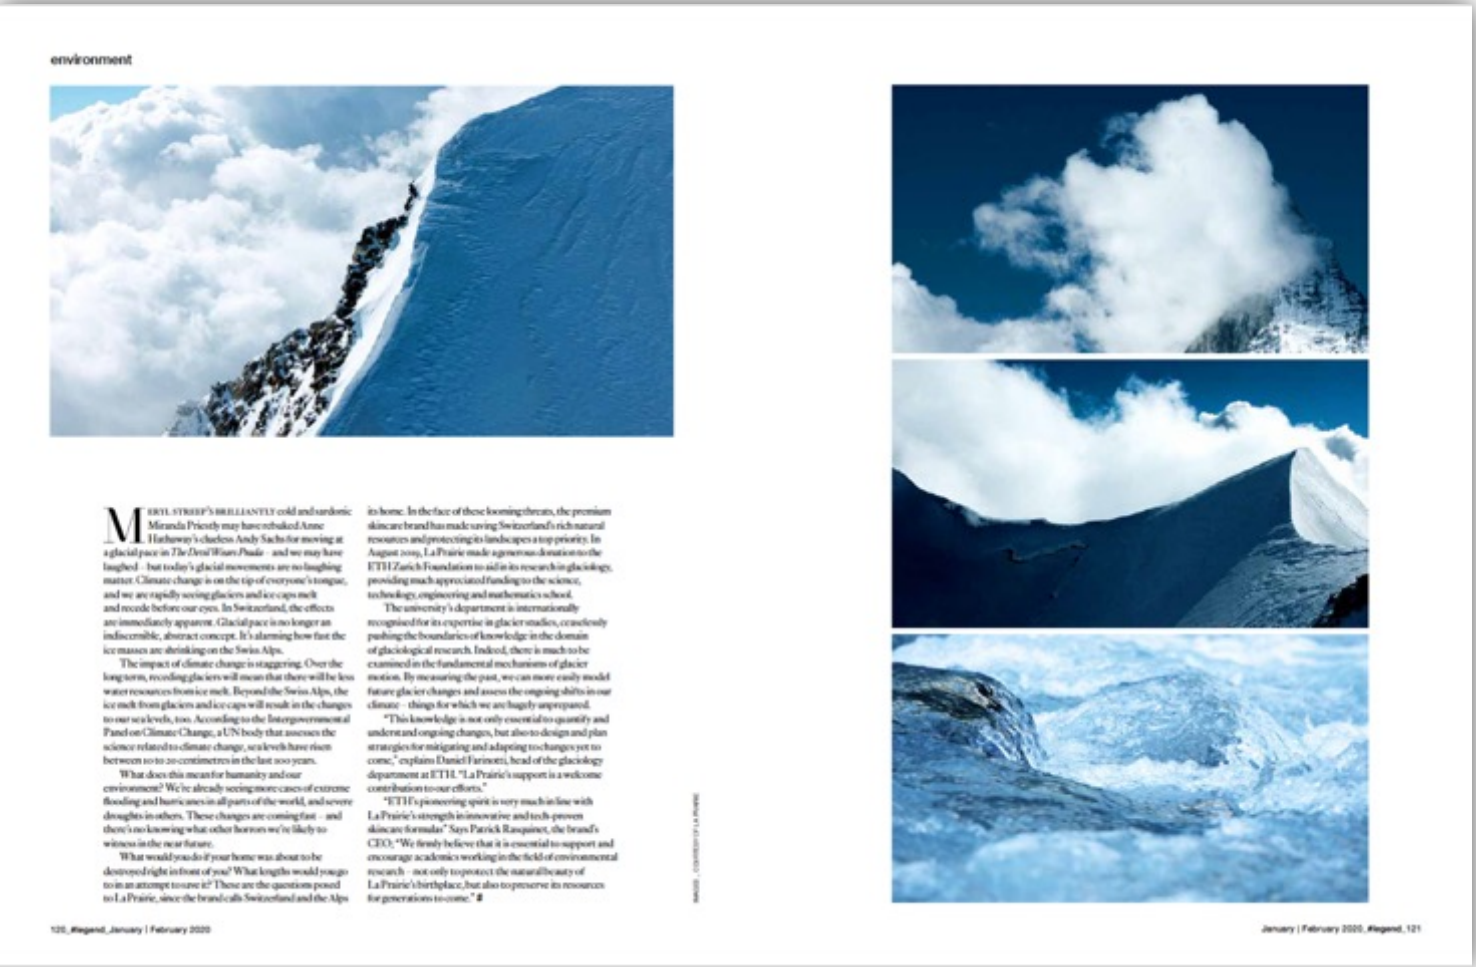 environment
MERYL STREEP'S BRILLIANTLY cold and sardonic
Miranda Priestly may have rebuked Anne
Hathaway's clueless Andy Sachs for moving at
a glacial pace in The Devil Wears Prada – and we may have
laughed – but today's glacial movements are no laughing
matter. Climate change is on the tip of everyone's tongue,
and we are rapidly seeing glaciers and ice caps melt
and recede before our eyes. In Switzerland, the effects
are immediately apparent. Glacial pace is no longer an
indiscernible, abstract concept. It's alarming how fast the
ice masses are shrinking on the Swiss Alps.
The impact of climate change is staggering. Over the
long term, receding glaciers will mean that there will be less
water resources from ice melt. Beyond the Swiss Alps, the
ice melt from glaciers and ice caps will result in the changes
to our sea levels, too. According to the Intergovernmental
Panel on Climate Change, a UN body that assesses the
science related to climate change, sea levels have risen
between 10 to 20 centimetres in the last 100 years.
What does this mean for humanity and our
environment? We're already seeing more cases of extreme
flooding and hurricanes in all parts of the world, and severe
droughts in others. These changes are coming fast – and
there's no knowing what other horrors we're likely to
witness in the near future.
What would you do if your home was about to be
destroyed right in front of you? What lengths would you go
to in an attempt to save it? These are the questions posed
to La Prairie, since the brand calls Switzerland and the Alps
its home. In the face of these looming threats, the premium
skincare brand has made saving Switzerland's rich natural
resources and protecting its landscapes a top priority. In
August 2019, La Prairie made a generous donation to the
ETH Zurich Foundation to aid in its research in glaciology,
providing much appreciated funding to the science,
technology, engineering and mathematics school.
The university's department is internationally
recognised for its expertise in glacier studies, ceaselessly
pushing the boundaries of knowledge in the domain
of glaciological research. Indeed, there is much to be
examined in the fundamental mechanisms of glacier
motion. By measuring the past, we can more easily model
future glacier changes and assess the ongoing shifts in our
climate – things for which we are hugely unprepared.
"This knowledge is not only essential to quantify and
understand ongoing changes, but also to design and plan
strategies for mitigating and adapting to changes yet to
come," explains Daniel Farinotti, head of the glaciology
department at ETH. "La Prairie's support is a welcome
contribution to our efforts."
"ETH's pioneering spirit is very much in line with
La Prairie's strength in innovative and tech-proven
skincare formulas" Says Patrick Rasquinet, the brand's
CEO; "We firmly believe that it is essential to support and
encourage academics working in the field of environmental
research – not only to protect the natural beauty of
La Prairie's birthplace, but also to preserve its resources
for generations to come." #
IMAGES_ COURTESY OF LA PRAIRIE
120_#legend_January | February 2020
January | February 2020_#legend_121